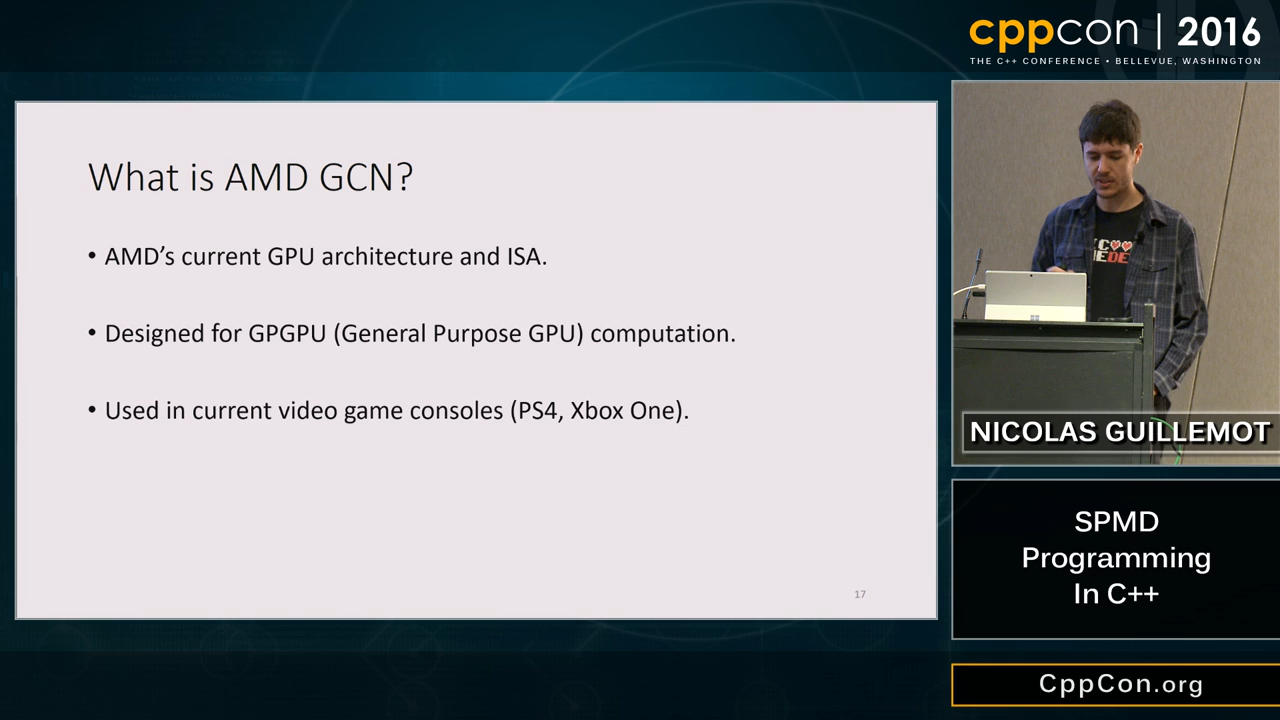 cppcon | 2016
THE C++ CONFERENCE • BELLEVUE, WASHINGTON
What is AMD GCN?
• AMD’s current GPU architecture and ISA.
• Designed for GPGPU (General Purpose GPU) computation.
• Used in current video game consoles (PS4, Xbox One).
17
NICOLAS GUILLEMOT
SPMD
Programming
In C++
CppCon.org